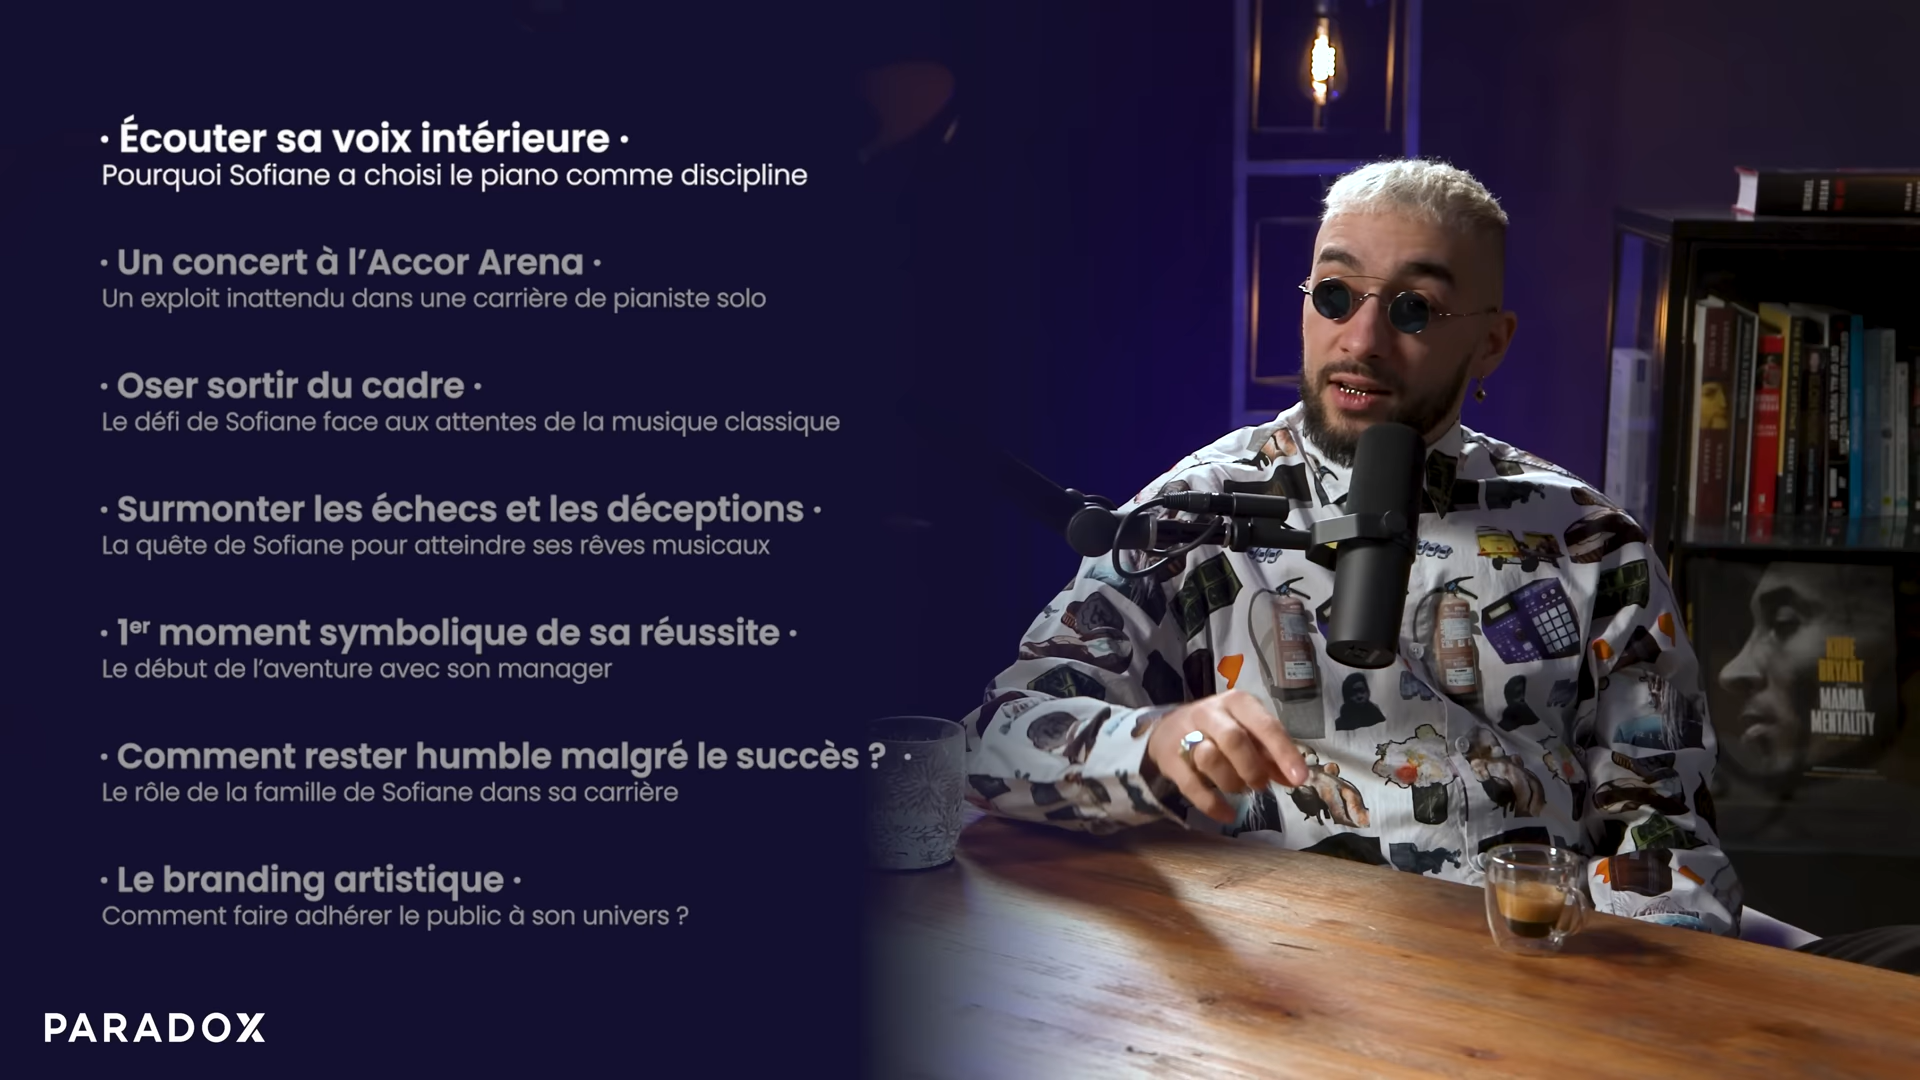 · Écouter sa voix intérieure ·
Pourquoi Sofiane a choisi le piano comme discipline
· Un concert à l’Accor Arena ·
Un exploit inattendu dans une carrière de pianiste solo
· Oser sortir du cadre ·
Le défi de Sofiane face aux attentes de la musique classique
· Surmonter les échecs et les déceptions ·
La quête de Sofiane pour atteindre ses rêves musicaux
· 1er moment symbolique de sa réussite ·
Le début de l’aventure avec son manager
· Comment rester humble malgré le succès ? ·
Le rôle de la famille de Sofiane dans sa carrière
· Le branding artistique ·
Comment faire adhérer le public à son univers ?
PARADOX
KOBE
BRYANT
MAMBA
MENTALITY